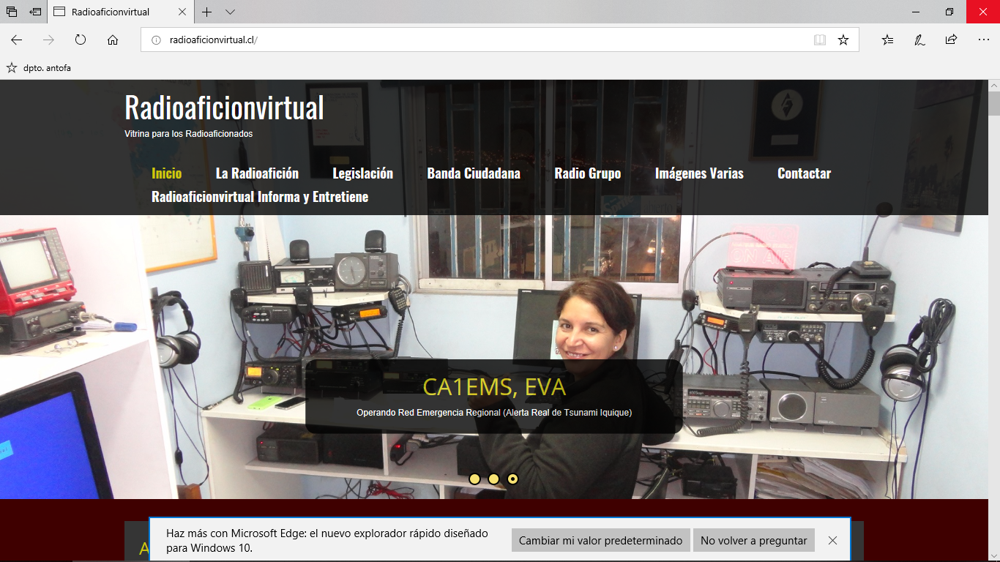 Radioaficionvirtual
radioaficionvirtual.cl/
dpto. antofa
Radioaficionvirtual
Vitrina para los Radioaficionados
Inicio La Radioafición Legislación Banda Ciudadana Radio Grupo Imágenes Varias Contactar
Radioaficionvirtual Informa y Entretiene
ON AIR
CA1EMS, EVA
Operando Red Emergencia Regional (Alerta Real de Tsunami Iquique)
Haz más con Microsoft Edge: el nuevo explorador rápido diseñado
para Windows 10.
Cambiar mi valor predeterminado
No volver a preguntar